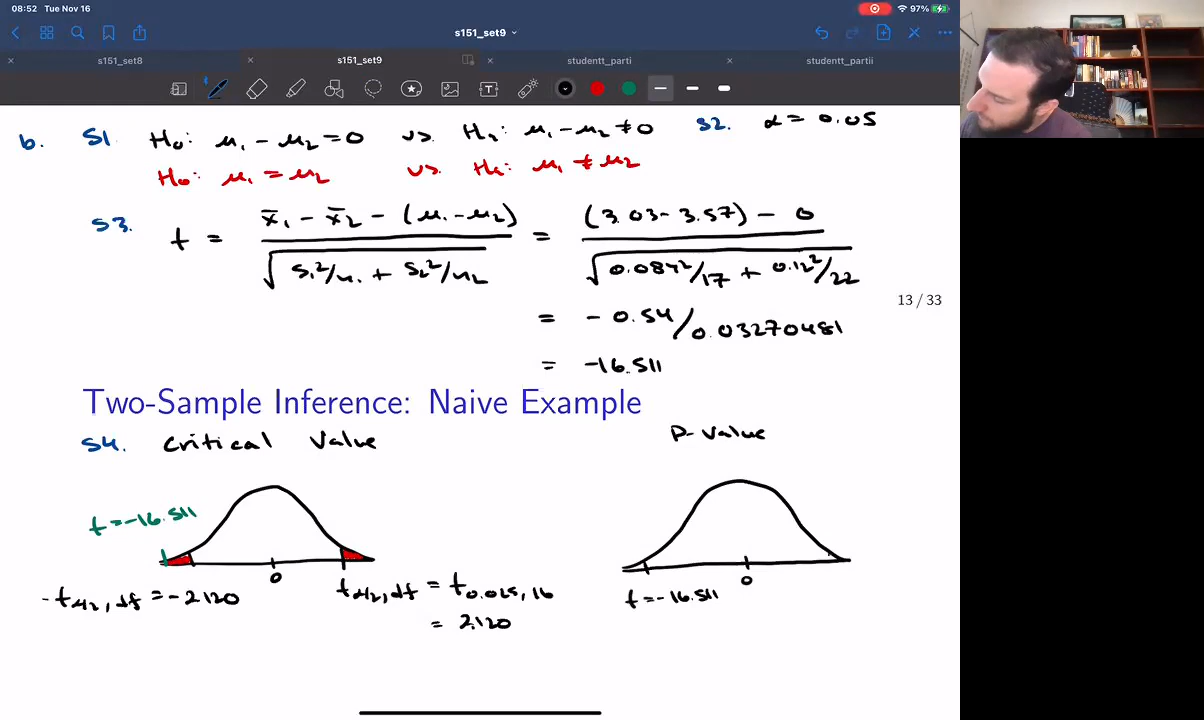 08:52 Tue Nov 16
97%
s151_set9
s151_set8
s151_set9
studentt_parti
studentt_partii
b. S1. H₀: μ₁ - μ₂ = 0 vs H₁: μ₁ - μ₂ ≠ 0 S2. α = 0.05
H₀: μ₁ = μ₂ vs. H₁: μ₁ ≠ μ₂
S3. t = x̄₁ - x̄₂ - (μ₁ - μ₂) / √(s₁²/n₁ + s₂²/n₂) = (3.03 - 3.57) - 0 / √(0.084²/17 + 0.12²/22)
= -0.54/0.03270481
13 / 33
= -16.511
Two-Sample Inference: Naive Example
S4. Critical Value
P-value
t = -16.511
0
0
-t α/2, df = -2.120
t α/2, df = t 0.025, 16
= 2.120
t = -16.511